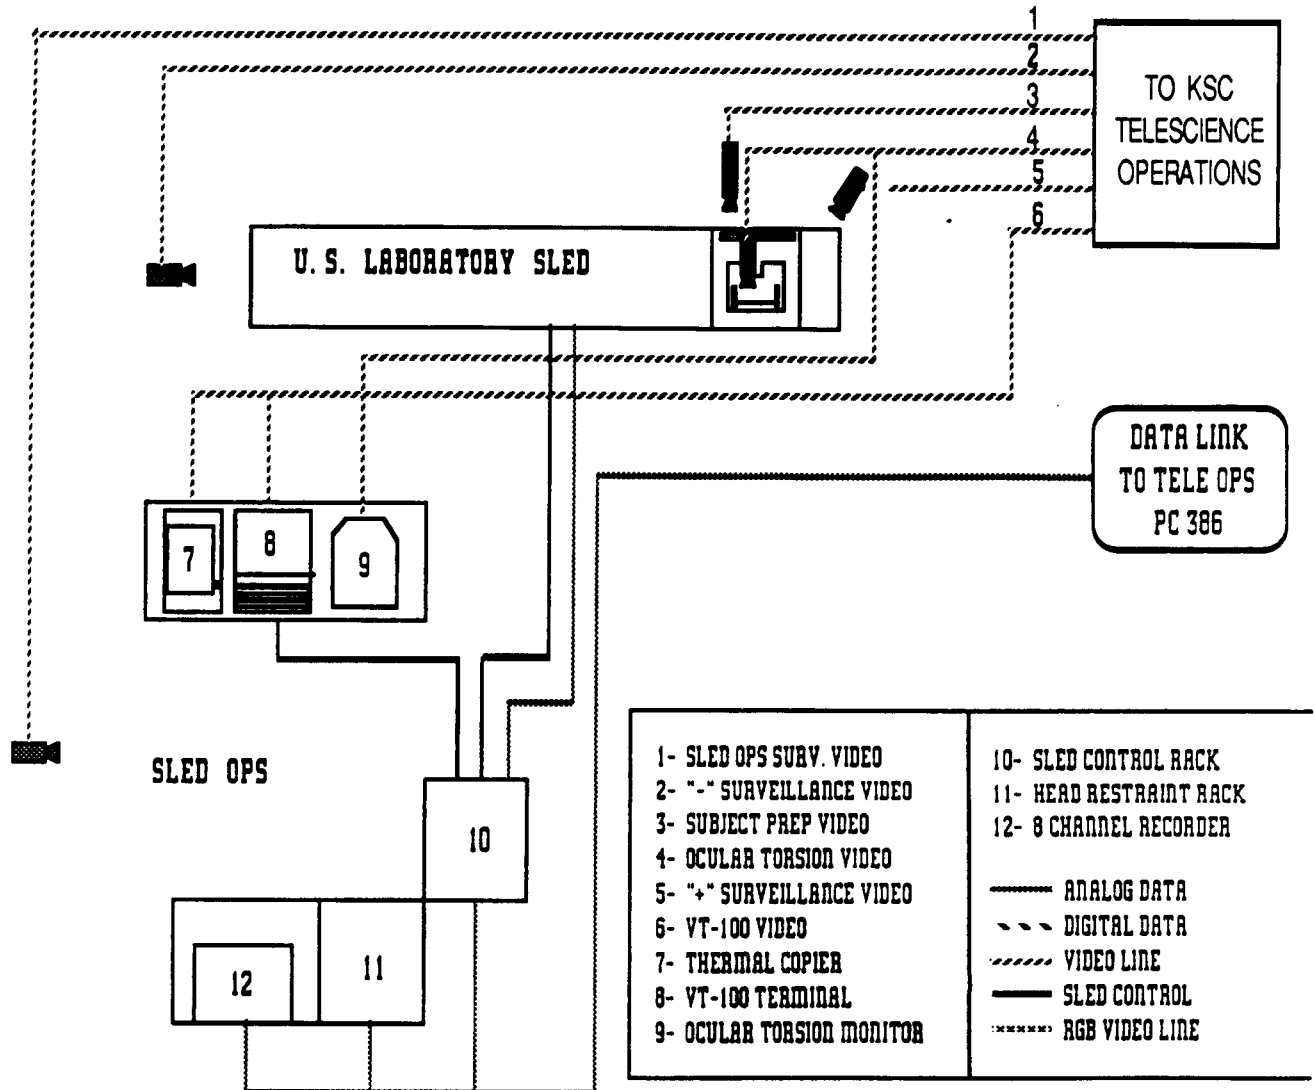 1
2
3
4
5
6
TO KSC
TELESCIENCE
OPERATIONS
U. S. LABORATORY SLED
DATA LINK
TO TELE OPS
PC 386
7
8
9
SLED OPS
10
11
12
1- SLED OPS SURV. VIDEO
2- "-" SURVEILLANCE VIDEO
3- SUBJECT PREP VIDEO
4- OCULAR TORSION VIDEO
5- "+" SURVEILLANCE VIDEO
6- VT-100 VIDEO
7- THERMAL COPIER
8- VT-100 TERMINAL
9- OCULAR TORSION MONITOR
10- SLED CONTROL RACK
11- HEAD RESTRAINT RACK
12- 8 CHANNEL RECORDER
ANALOG DATA
DIGITAL DATA
VIDEO LINE
SLED CONTROL
RGB VIDEO LINE